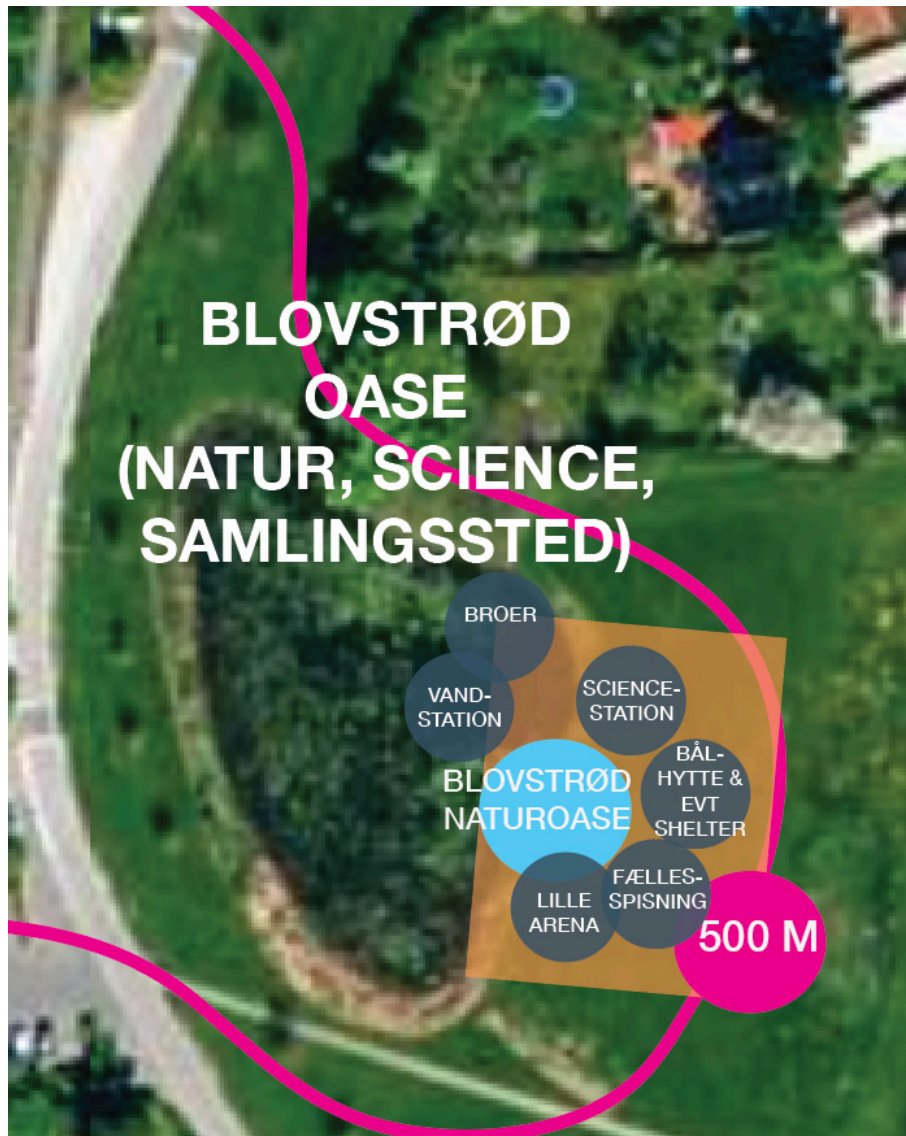 BLOVSTRØD
OASE
(NATUR, SCIENCE,
SAMLINGSSTED)
BROER
VAND-
STATION
SCIENCE-
STATION
BLOVSTRØD
NATUROASE
BÅL-
HYTTE &
EVT
SHELTER
LILLE
ARENA
FÆLLES-
SPISNING
500 M